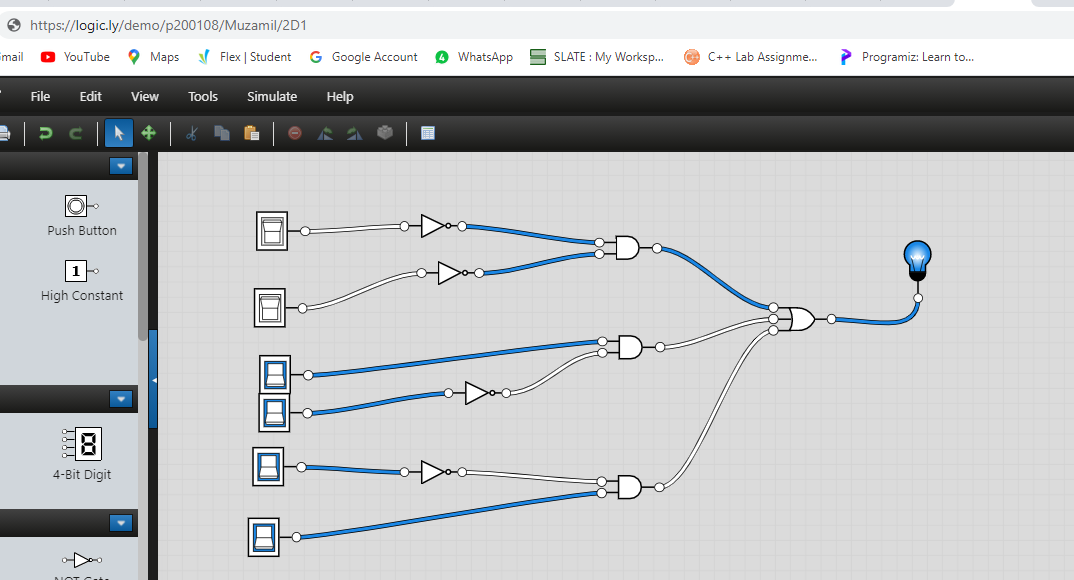 https://logic.ly/demo/p200108/Muzamil/2D1
mail YouTube Maps Flex | Student Google Account WhatsApp SLATE : My Worksp... C++ Lab Assignme... Programiz: Learn to...
File Edit View Tools Simulate Help
Push Button
1
High Constant
8
4-Bit Digit
NOT Gate